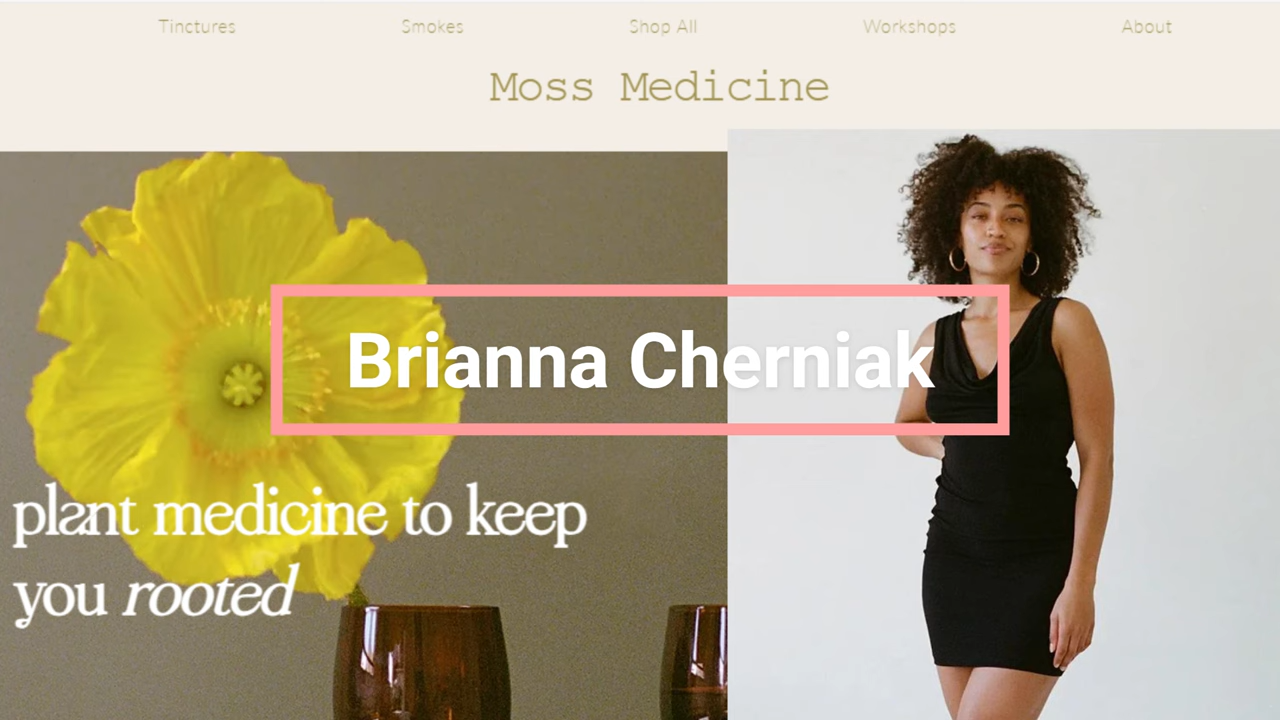 Tinctures Smokes Shop All Workshops About
Moss Medicine
Brianna Cherniak
plant medicine to keep
you rooted